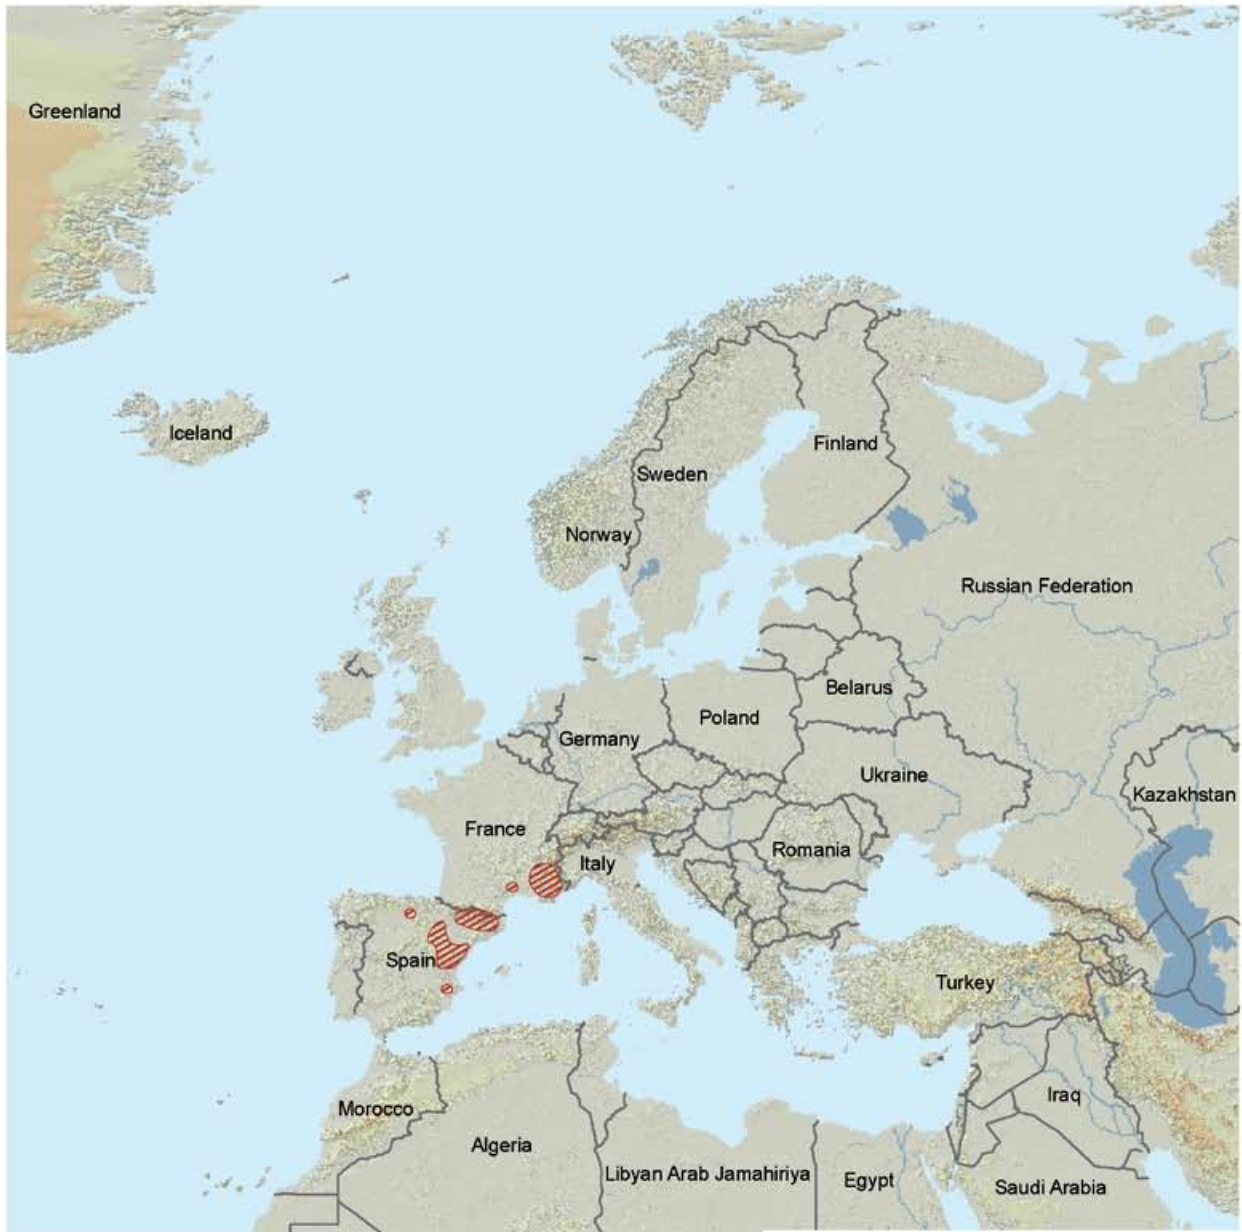 Greenland
Iceland
Finland
Sweden
Norway
Russian Federation
Belarus
Poland
Germany
Ukraine
Kazakhstan
France
Romania
Italy
Spain
Turkey
Iraq
Morocco
Algeria
Libyan Arab Jamahiriya
Egypt
Saudi Arabia